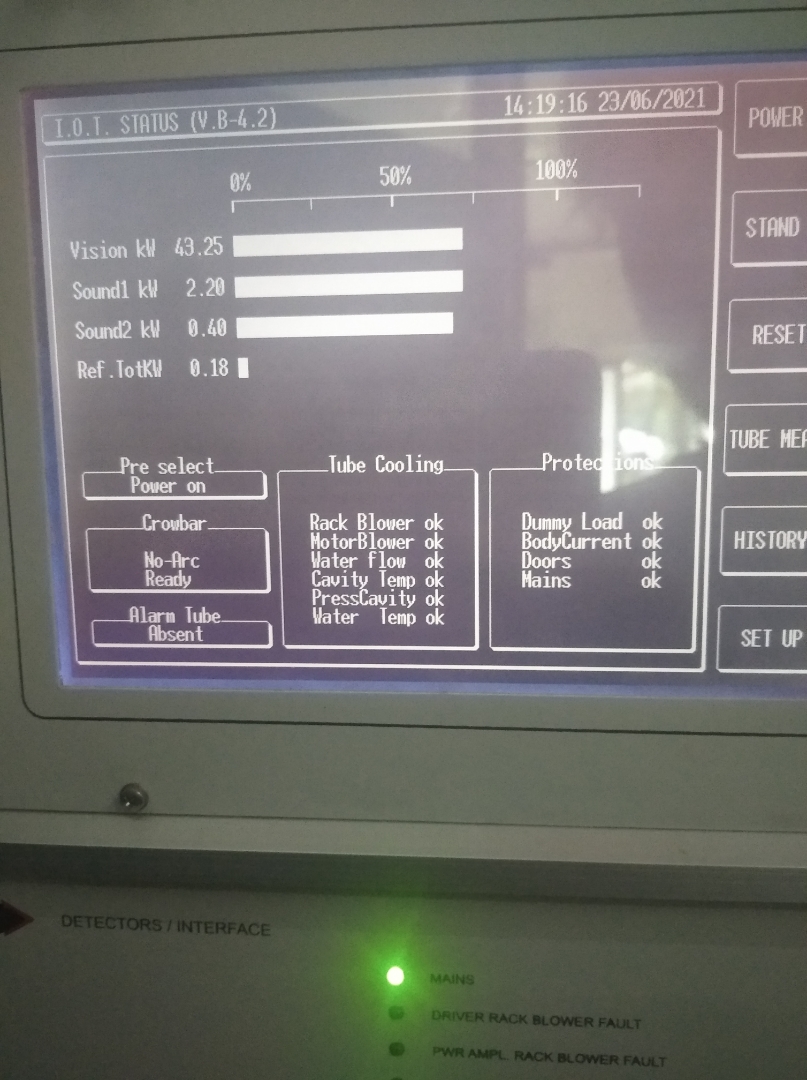 I.O.T. STATUS (V.B-4.2) 14:19:16 23/06/2021
0% 50% 100%
Vision kW 43.25
Sound1 kW 2.20
Sound2 kW 0.40
Ref.TotKW 0.18
Pre select
Power on
Crowbar
No-Arc
Ready
Alarm Tube
Absent
Tube Cooling
Rack Blower ok
MotorBlower ok
Water flow ok
Cavity Temp ok
PressCavity ok
Water Temp ok
Protections
Dummy Load ok
BodyCurrent ok
Doors ok
Mains ok
POWER
STAND
RESET
TUBE MEA
HISTORY
SET UP
DETECTORS / INTERFACE
MAINS
DRIVER RACK BLOWER FAULT
PWR AMPL. RACK BLOWER FAULT